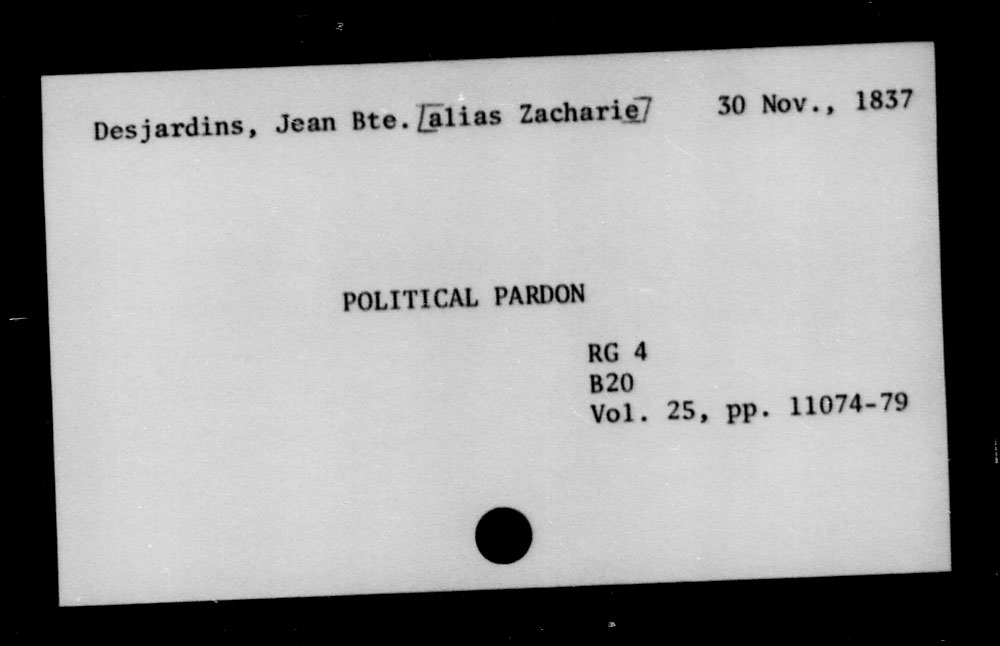 Desjardins, Jean Bte. [alias Zacharie] 30 Nov., 1837
POLITICAL PARDON
RG 4
B20
Vol. 25, pp. 11074-79